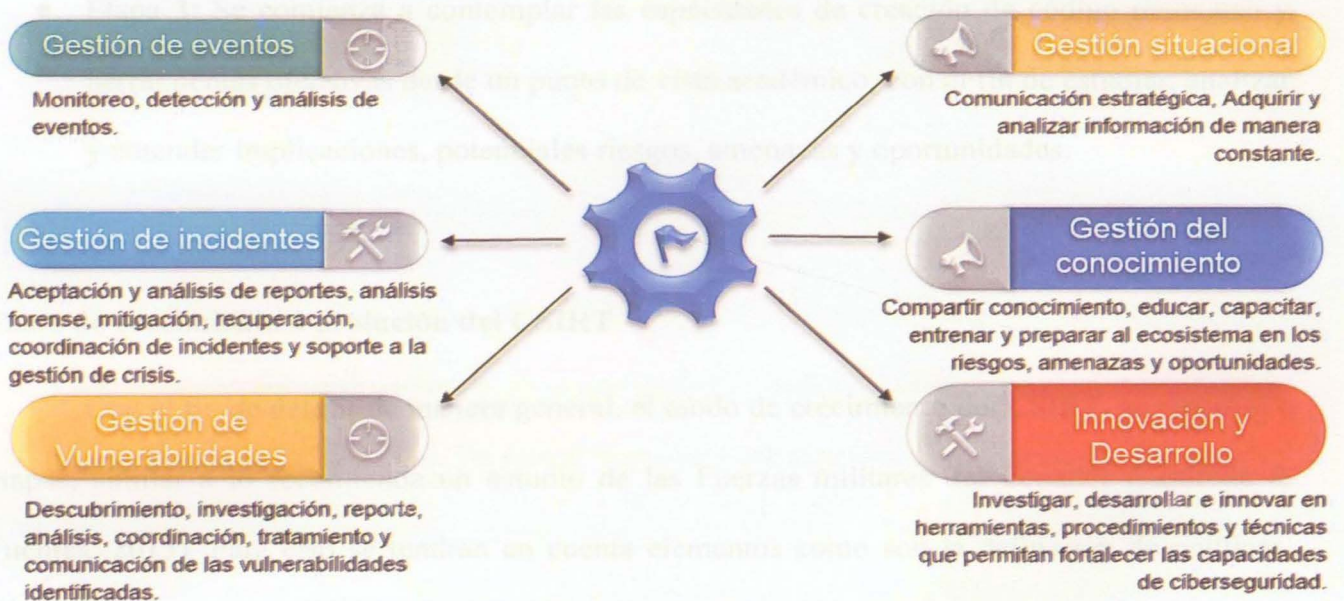 Gestión de eventos
Monitoreo, detección y análisis de
eventos.
Gestión de incidentes
Aceptación y análisis de reportes, análisis
forense, mitigación, recuperación,
coordinación de incidentes y soporte a la
gestión de crisis.
Gestión de
Vulnerabilidades
Descubrimiento, investigación, reporte,
análisis, coordinación, tratamiento y
comunicación de las vulnerabilidades
identificadas.
Gestión situacional
Comunicación estratégica, Adquirir y
analizar información de manera
constante.
Gestión del
conocimiento
Compartir conocimiento, educar, capacitar,
entrenar y preparar al ecosistema en los
riesgos, amenazas y oportunidades.
Innovación y
Desarrollo
Investigar, desarrollar e innovar en
herramientas, procedimientos y técnicas
que permitan fortalecer las capacidades
de ciberseguridad.